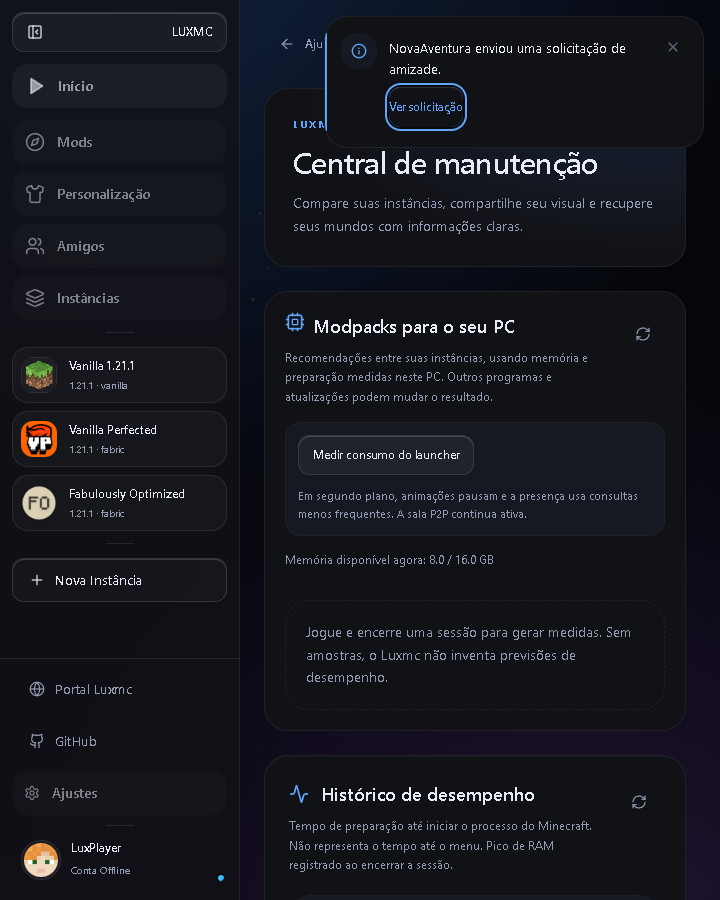 LUXMC
Início
Mods
Personalização
Amigos
Instâncias
Vanilla 1.21.1
1.21.1 · vanilla
Vanilla Perfected
1.21.1 · fabric
FO
Fabulously Optimized
1.21.1 · fabric
Nova Instância
Portal Luxmc
GitHub
Ajustes
LuxPlayer
Conta Offline
NovaAventura enviou uma solicitação de
amizade.
Ver solicitação
Central de manutenção
Compare suas instâncias, compartilhe seu visual e recupere
seus mundos com informações claras.
Modpacks para o seu PC
Recomendações entre suas instâncias, usando memória e
preparação medidas neste PC. Outros programas e
atualizações podem mudar o resultado.
Medir consumo do launcher
Em segundo plano, animações pausam e a presença usa consultas
menos frequentes. A sala P2P continua ativa.
Memória disponível agora: 8.0 / 16.0 GB
Jogue e encerre uma sessão para gerar medidas. Sem
amostras, o Luxmc não inventa previsões de
desempenho.
Histórico de desempenho
Tempo de preparação até iniciar o processo do Minecraft.
Não representa o tempo até o menu. Pico de RAM
registrado ao encerrar a sessão.